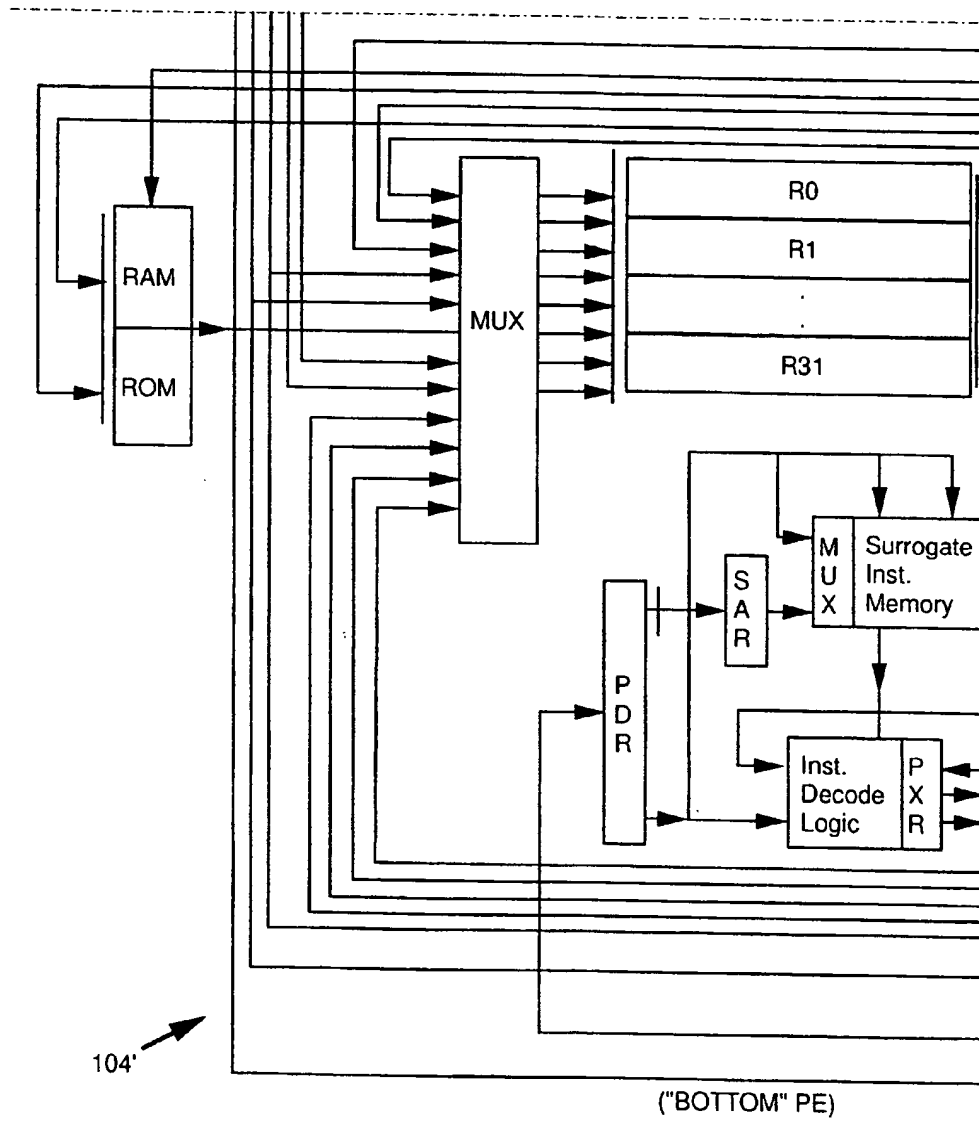 R0
R1
RAM
MUX
ROM
R31
M
U
X
Surrogate
Inst.
Memory
S
A
R
P
D
R
Inst.
Decode
Logic
P
X
R
104'
("BOTTOM" PE)